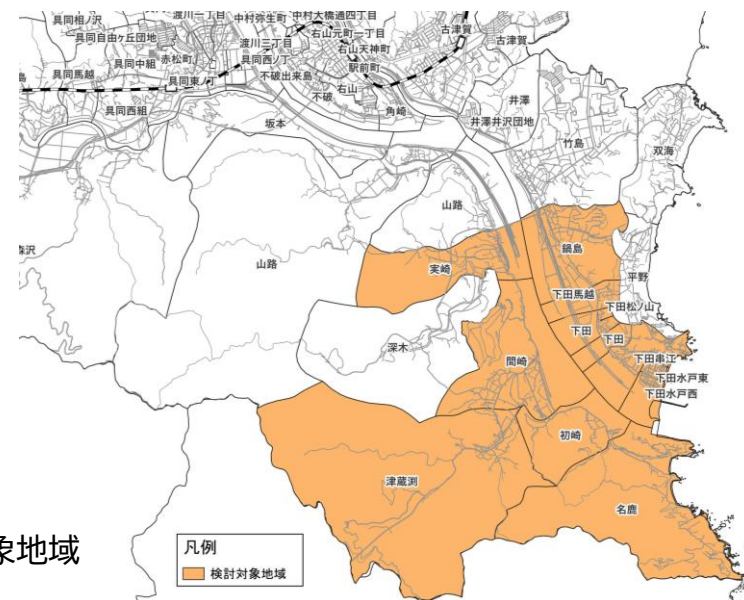 具同相ノ沢
渡川一丁目
中村弥生町
中村大橋通四丁目
古津賀
具同自由ヶ丘団地
渡川三丁目
右山元町一丁目
右山天神町
古津賀
具同中組
赤松町
具同西ノ丁
駅前町
具同馬越
具同東ノ丁
不破出来島
不破
右山
具同西組
角崎
井澤
坂本
井澤井沢団地
竹島
双海
山路
森沢
山路
実崎
鍋島
平野
下田馬越
下田松ノ山
下田
下田
深木
間崎
下田串江
下田水戸東
下田水戸西
初崎
津蔵渕
名鹿
象地域
凡例
検討対象地域